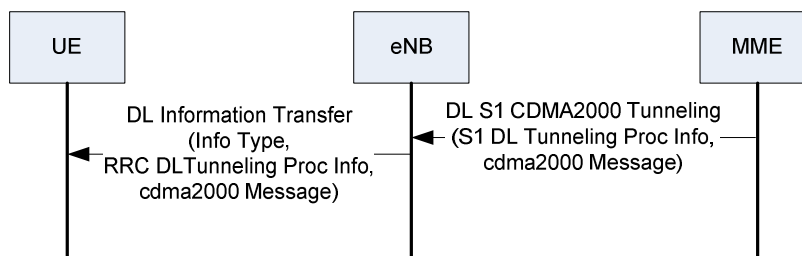 UE
eNB
MME
DL Information Transfer
(Info Type,
RRC DLTunneling Proc Info,
cdma2000 Message)
DL S1 CDMA2000 Tunneling
(S1 DL Tunneling Proc Info,
cdma2000 Message)